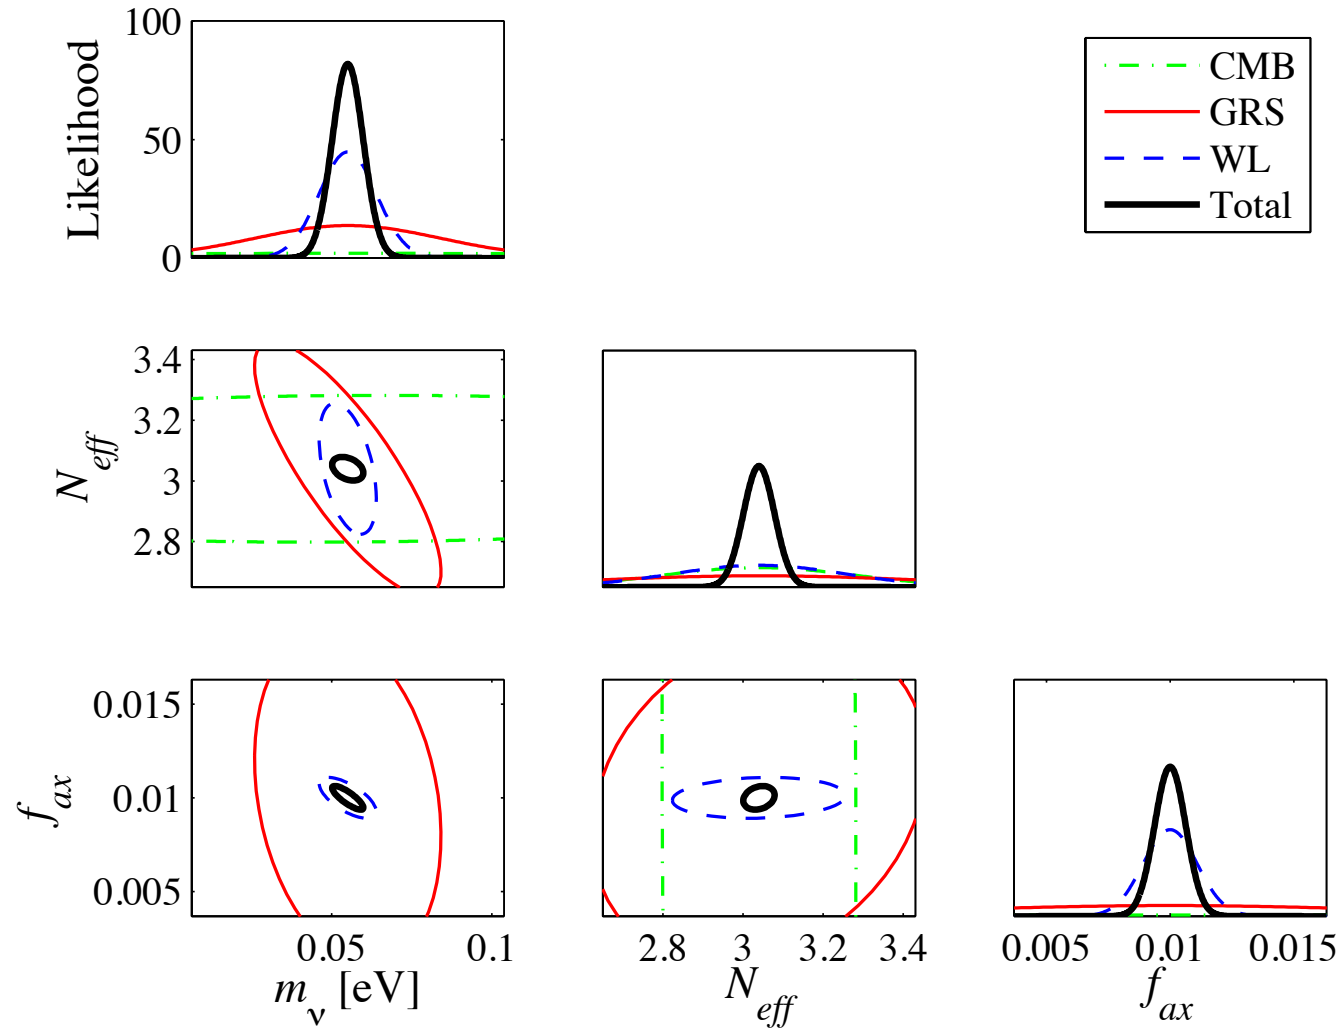 100
50
0
Likelihood
CMB
GRS
WL
Total
3.4
3.2
3
2.8
N_eff
0.015
0.01
0.005
f_ax
0.05 0.1
m_ν [eV]
2.8 3 3.2 3.4
N_eff
0.005 0.01 0.015
f_ax